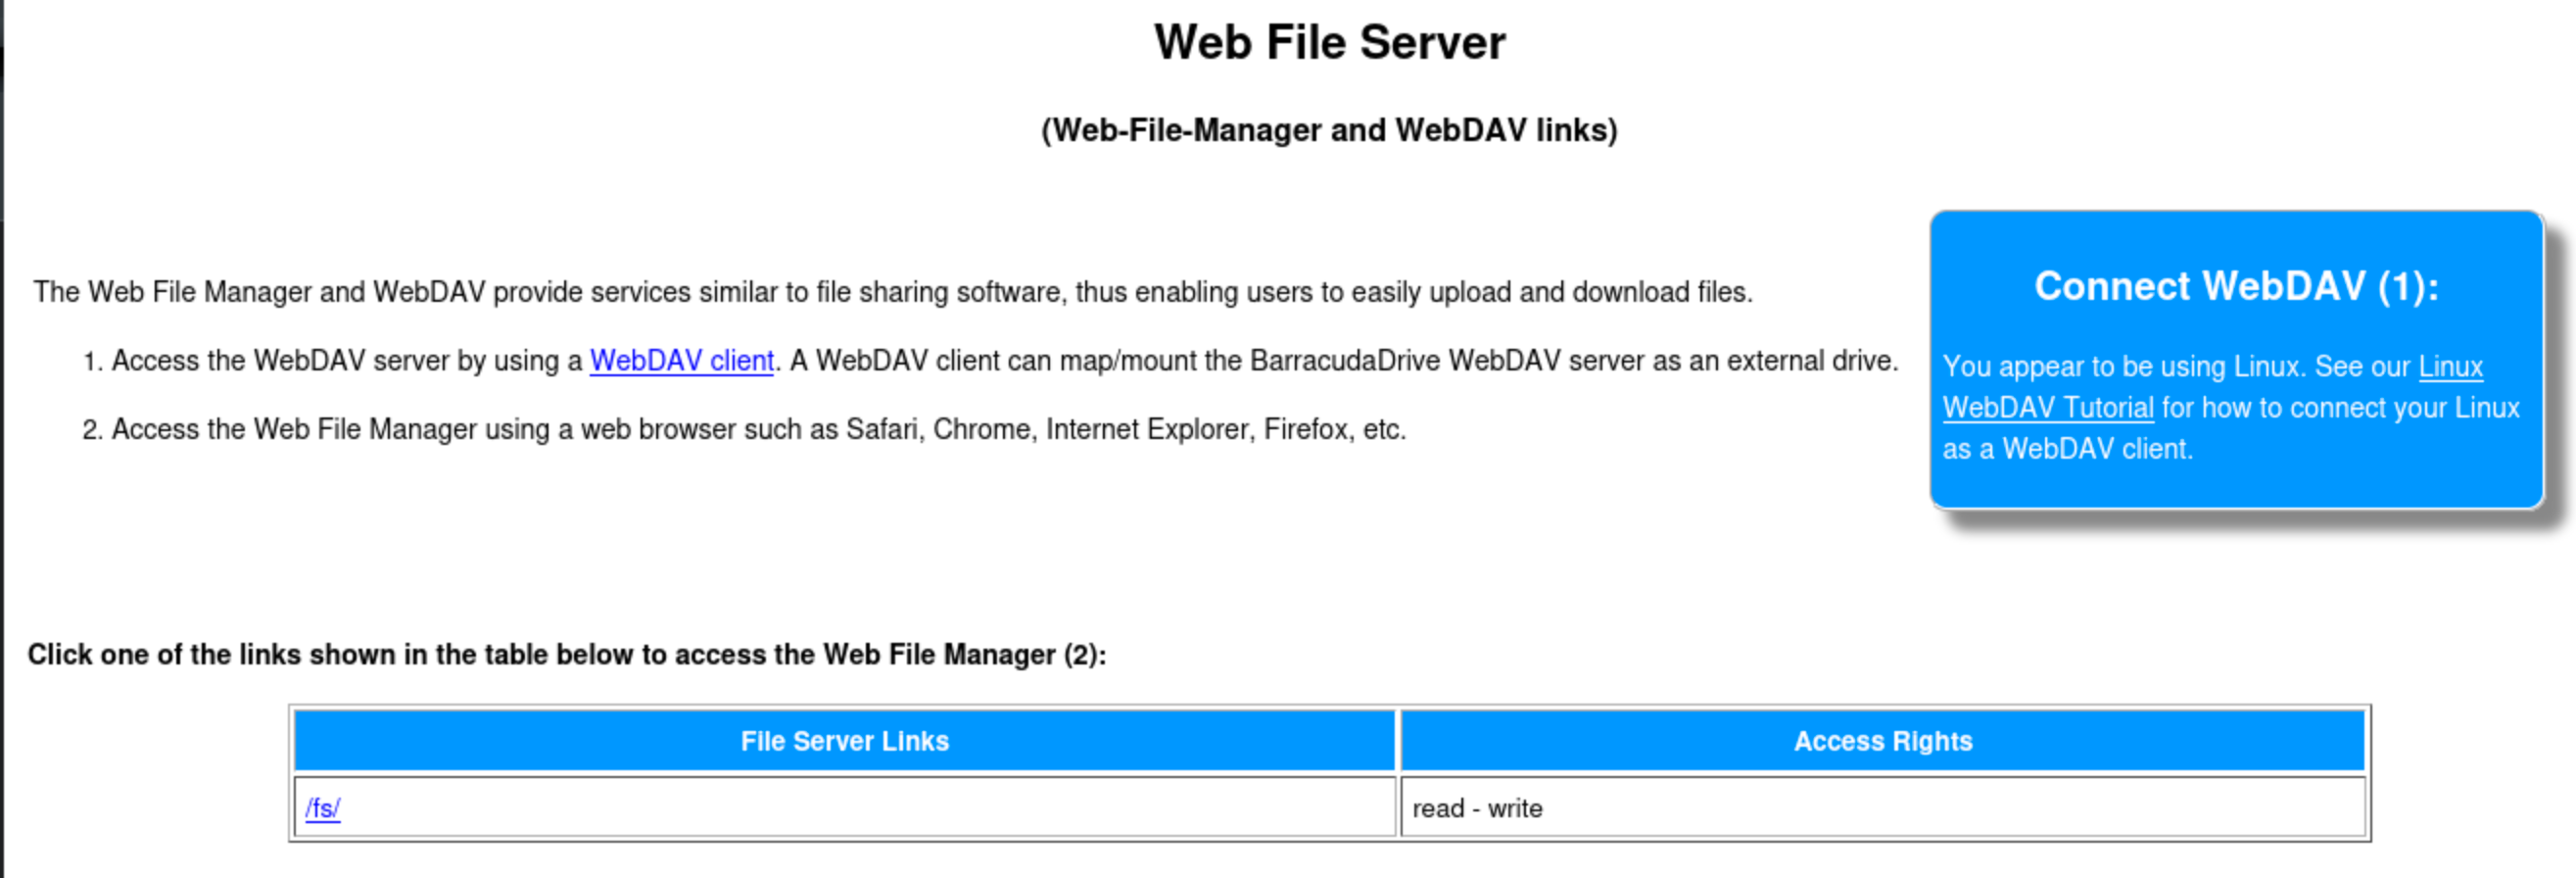 Web File Server
(Web-File-Manager and WebDAV links)
The Web File Manager and WebDAV provide services similar to file sharing software, thus enabling users to easily upload and download files.
1. Access the WebDAV server by using a WebDAV client. A WebDAV client can map/mount the BarracudaDrive WebDAV server as an external drive.
2. Access the Web File Manager using a web browser such as Safari, Chrome, Internet Explorer, Firefox, etc.
Connect WebDAV (1):
You appear to be using Linux. See our Linux
WebDAV Tutorial for how to connect your Linux
as a WebDAV client.
Click one of the links shown in the table below to access the Web File Manager (2):
File Server Links
Access Rights
/fs/
read - write